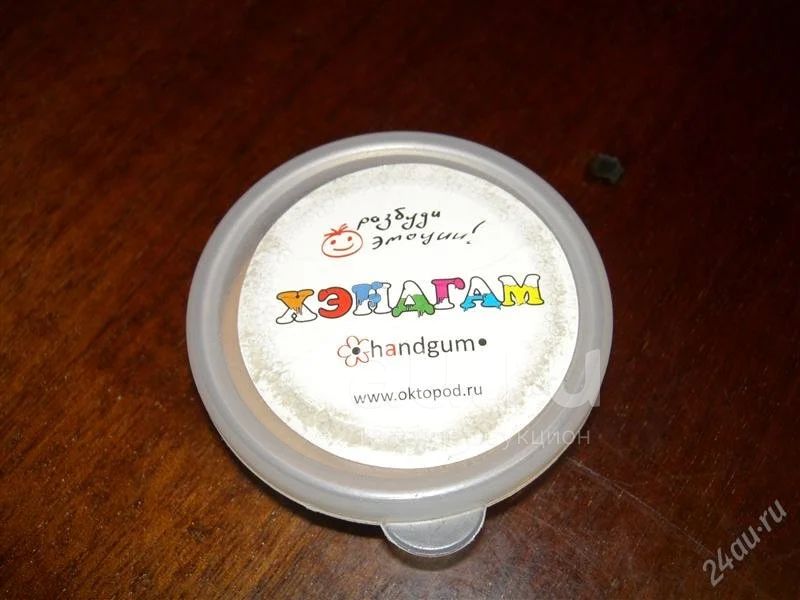 розбуди
эмоции!
ХЭНДГАМ
handgum
www.oktopod.ru
24au.ru